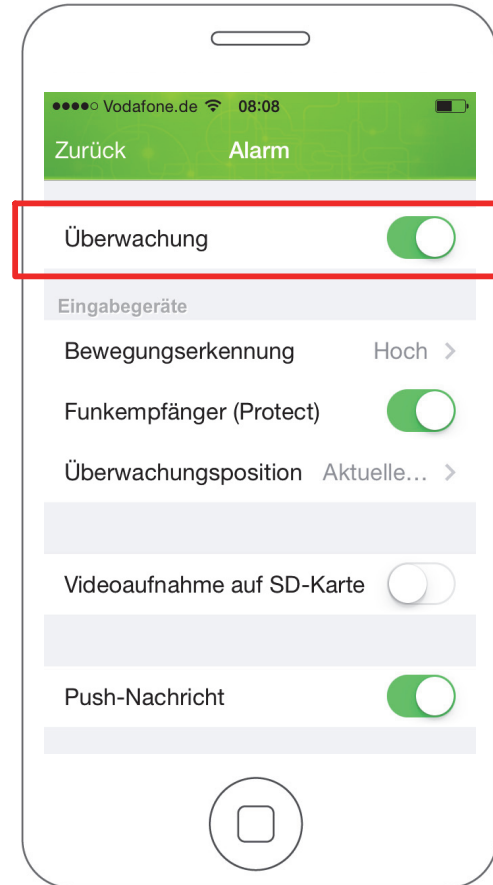 Vodafone.de 08:08
Zurück Alarm
Überwachung
Eingabegeräte
Bewegungserkennung Hoch
Funkempfänger (Protect)
Überwachungsposition Aktuelle...
Videoaufnahme auf SD-Karte
Push-Nachricht